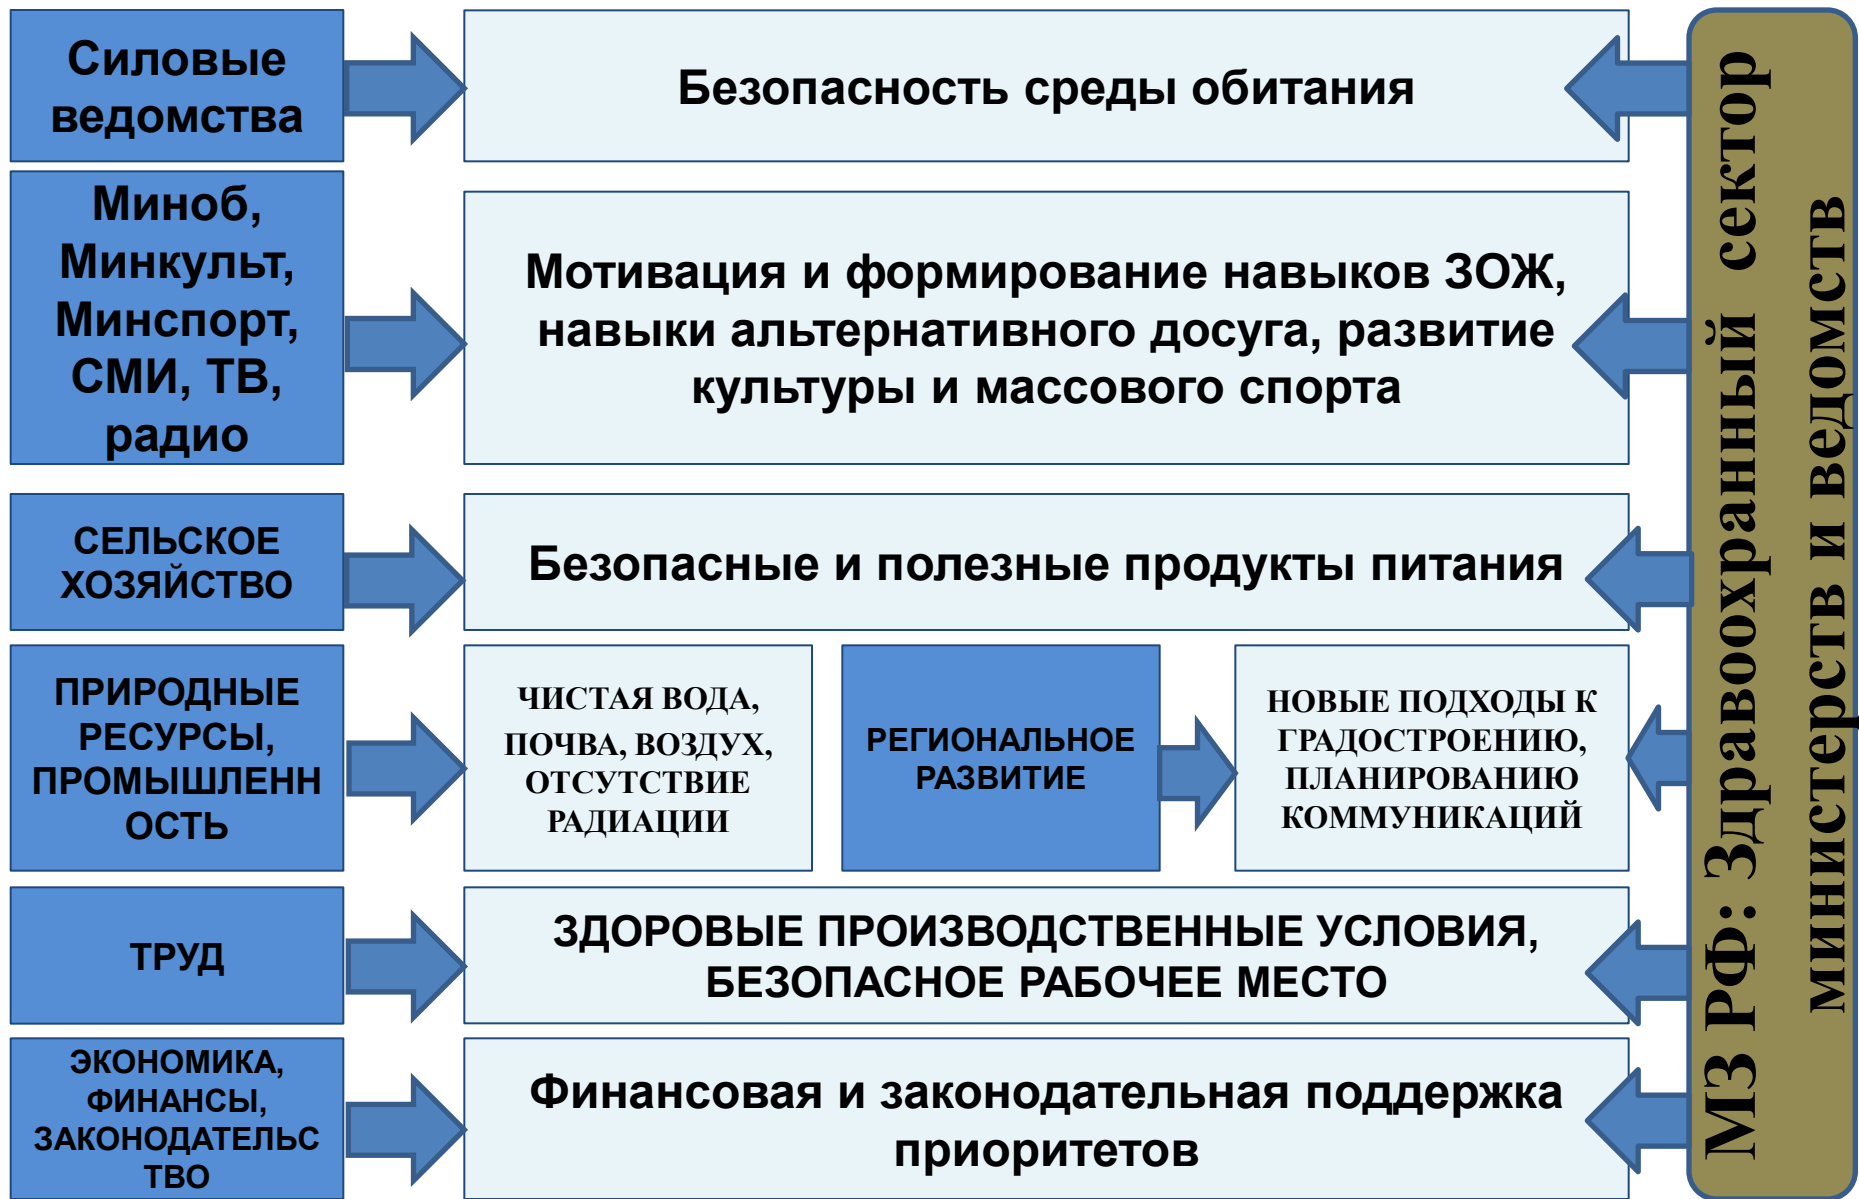 Силовые
ведомства
Безопасность среды обитания
Миноб,
Минкульт,
Минспорт,
СМИ, ТВ,
радио
Мотивация и формирование навыков ЗОЖ,
навыки альтернативного досуга, развитие
культуры и массового спорта
СЕЛЬСКОЕ
ХОЗЯЙСТВО
Безопасные и полезные продукты питания
ПРИРОДНЫЕ
РЕСУРСЫ,
ПРОМЫШЛЕНН
ОСТЬ
ЧИСТАЯ ВОДА,
ПОЧВА, ВОЗДУХ,
ОТСУТСТВИЕ
РАДИАЦИИ
РЕГИОНАЛЬНОЕ
РАЗВИТИЕ
НОВЫЕ ПОДХОДЫ К
ГРАДОСТРОЕНИЮ,
ПЛАНИРОВАНИЮ
КОММУНИКАЦИЙ
ТРУД
ЗДОРОВЫЕ ПРОИЗВОДСТВЕННЫЕ УСЛОВИЯ,
БЕЗОПАСНОЕ РАБОЧЕЕ МЕСТО
ЭКОНОМИКА,
ФИНАНСЫ,
ЗАКОНОДАТЕЛЬС
ТВО
Финансовая и законодательная поддержка
приоритетов
МЗ РФ: Здравоохранный сектор
министерств и ведомств